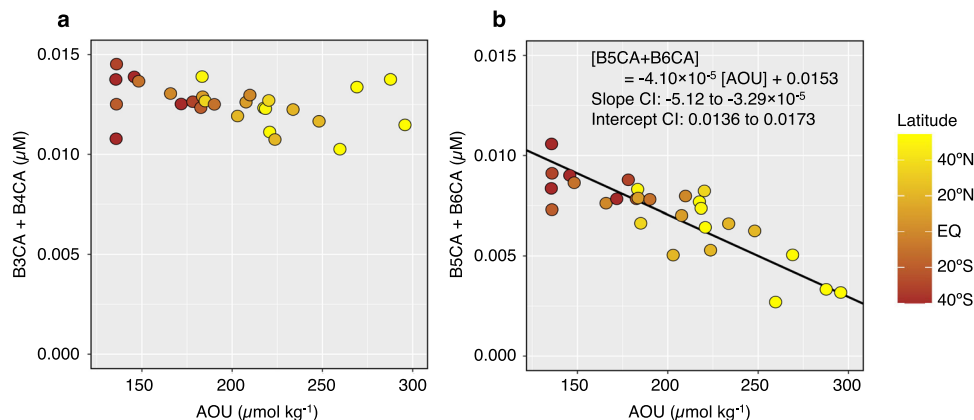 a
0.015
0.010
0.005
0.000
B3CA + B4CA (µM)
150
200
250
300
AOU (µmol kg⁻¹)
b
[B5CA+B6CA]
= -4.10×10⁻⁵ [AOU] + 0.0153
Slope CI: -5.12 to -3.29×10⁻⁵
Intercept CI: 0.0136 to 0.0173
0.015
0.010
0.005
0.000
B5CA + B6CA (µM)
150
200
250
300
AOU (µmol kg⁻¹)
Latitude
40ºN
20ºN
EQ
20ºS
40ºS